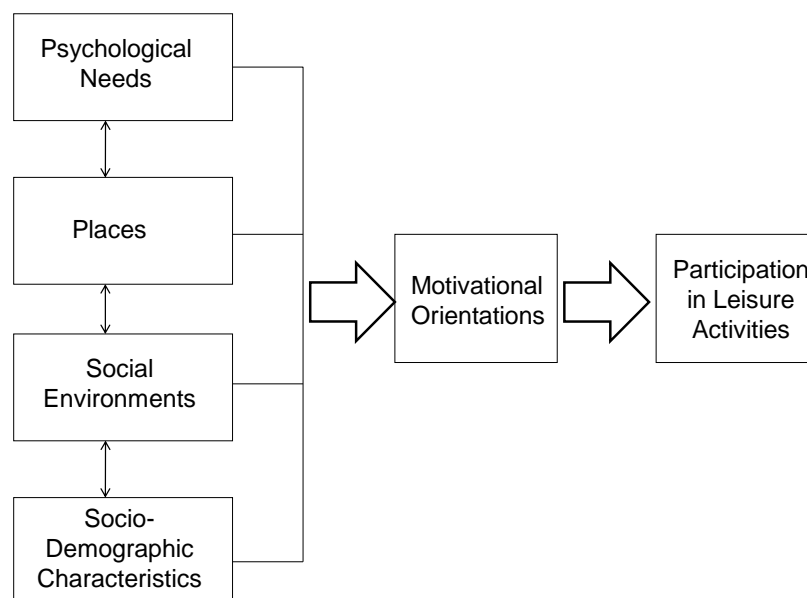 Psychological
Needs
Places
Social
Environments
Socio-
Demographic
Characteristics
Motivational
Orientations
Participation
in Leisure
Activities